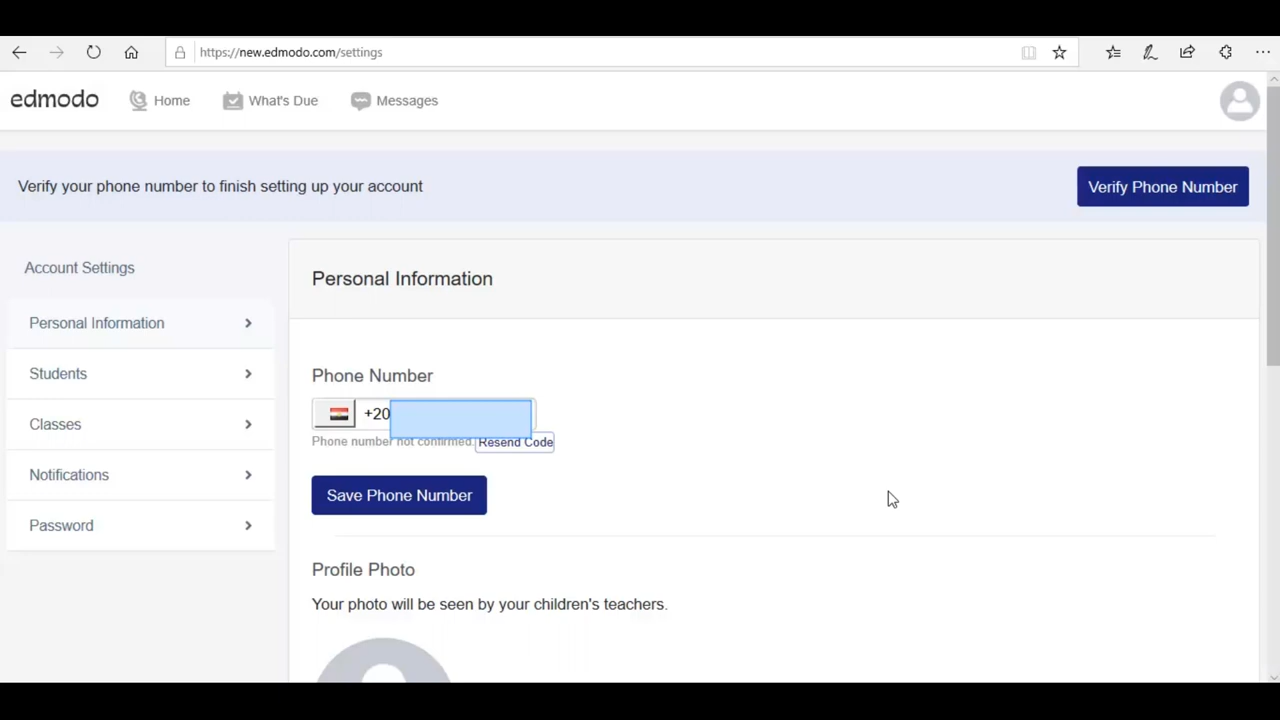 https://new.edmodo.com/settings
edmodo Home What's Due Messages
Verify your phone number to finish setting up your account Verify Phone Number
Account Settings
Personal Information
Students
Classes
Notifications
Password
Personal Information
Phone Number
+20
Phone number not confirmed. Resend Code
Save Phone Number
Profile Photo
Your photo will be seen by your children's teachers.